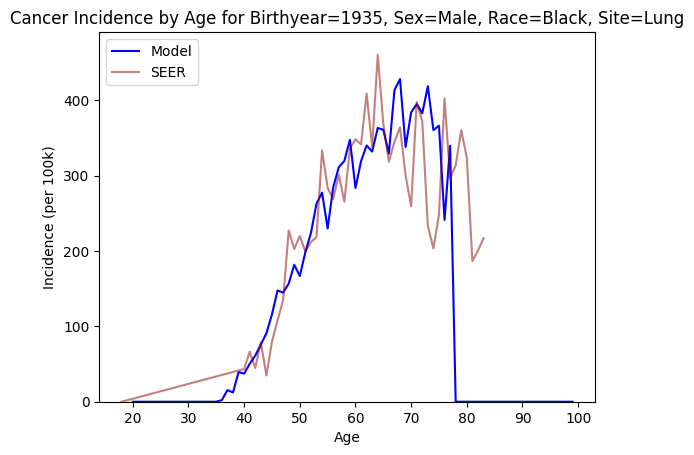 Cancer Incidence by Age for Birthyear=1935, Sex=Male, Race=Black, Site=Lung
Model
SEER
Incidence (per 100k)
400
300
200
100
0
20 30 40 50 60 70 80 90 100
Age